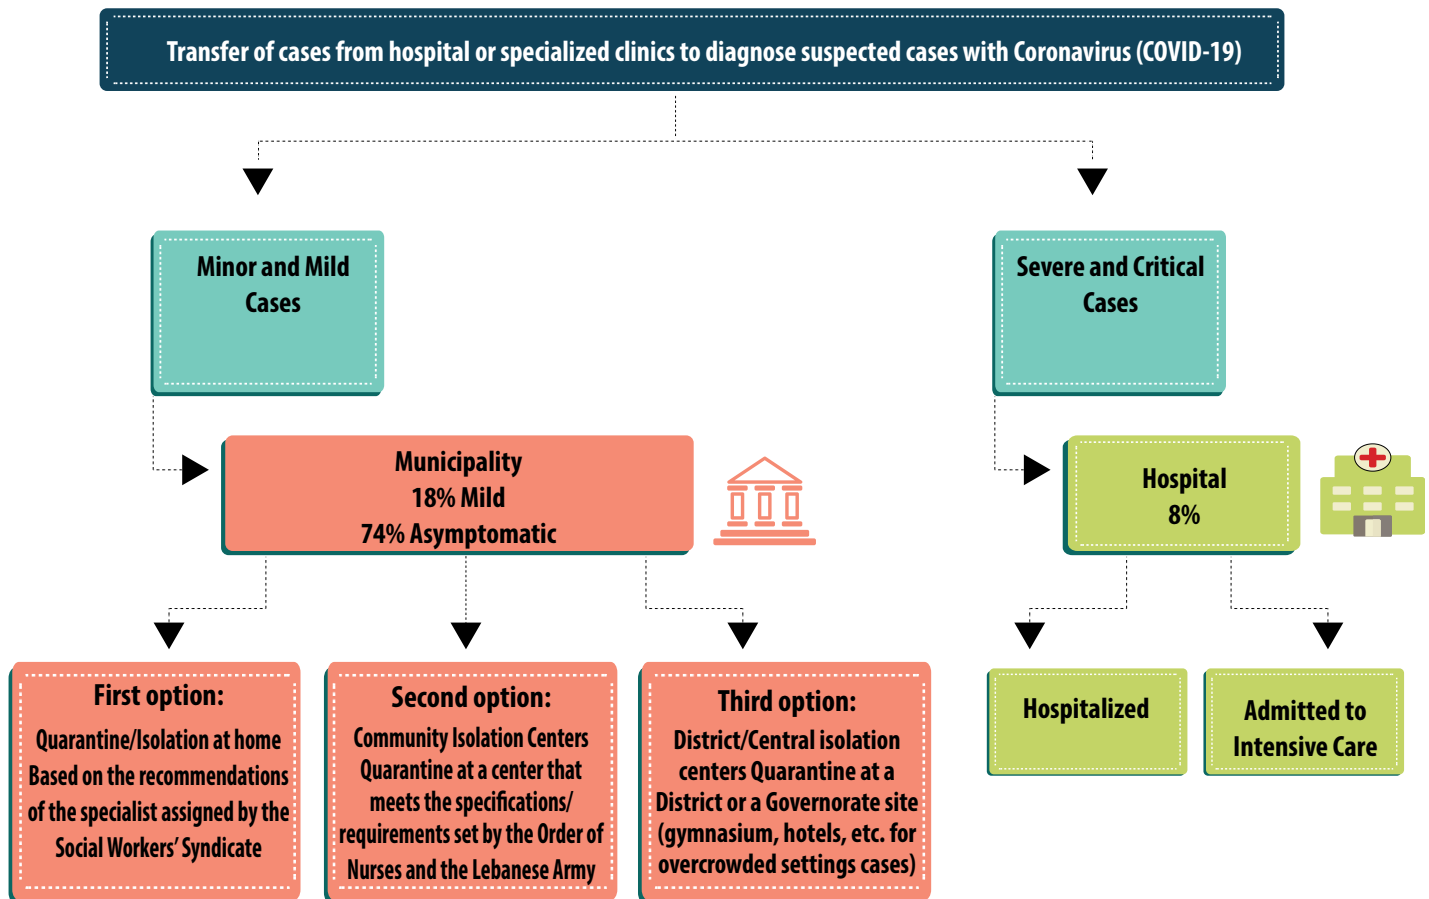 Transfer of cases from hospital or specialized clinics to diagnose suspected cases with Coronavirus (COVID-19)
Minor and Mild
Cases
Severe and Critical
Cases
Municipality
18% Mild
74% Asymptomatic
Hospital
8%
First option:
Quarantine/Isolation at home
Based on the recommendations
of the specialist assigned by the
Social Workers' Syndicate
Second option:
Community Isolation Centers
Quarantine at a center that
meets the specifications/
requirements set by the Order of
Nurses and the Lebanese Army
Third option:
District/Central isolation
centers Quarantine at a
District or a Governorate site
(gymnasium, hotels, etc. for
overcrowded settings cases)
Hospitalized
Admitted to
Intensive Care